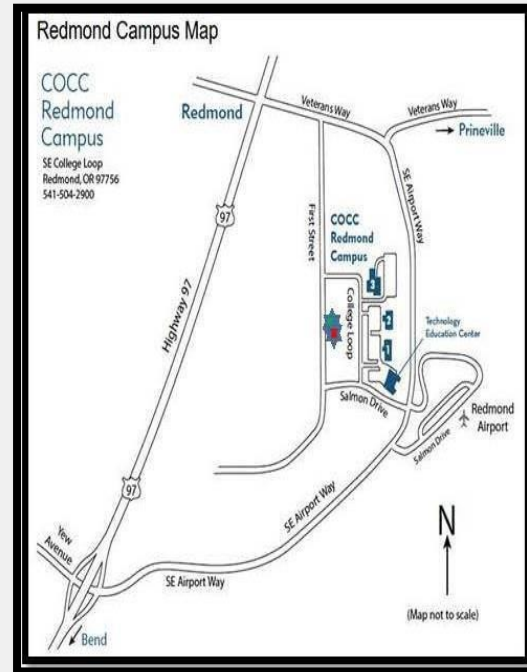 Redmond Campus Map
COCC
Redmond
Campus
SE College Loop
Redmond, OR 97756
541-504-2900
Redmond
Veterans Way
Veterans Way
→ Prineville
97
Highway 97
First Street
SE Airport Way
COCC
Redmond
Campus
3
2
1
College Loop
Technology
Education Center
Salmon Drive
Redmond
Airport
Salmon Drive
97
SE Airport Way
Yew
Avenue
SE Airport Way
Bend
N
(Map not to scale)